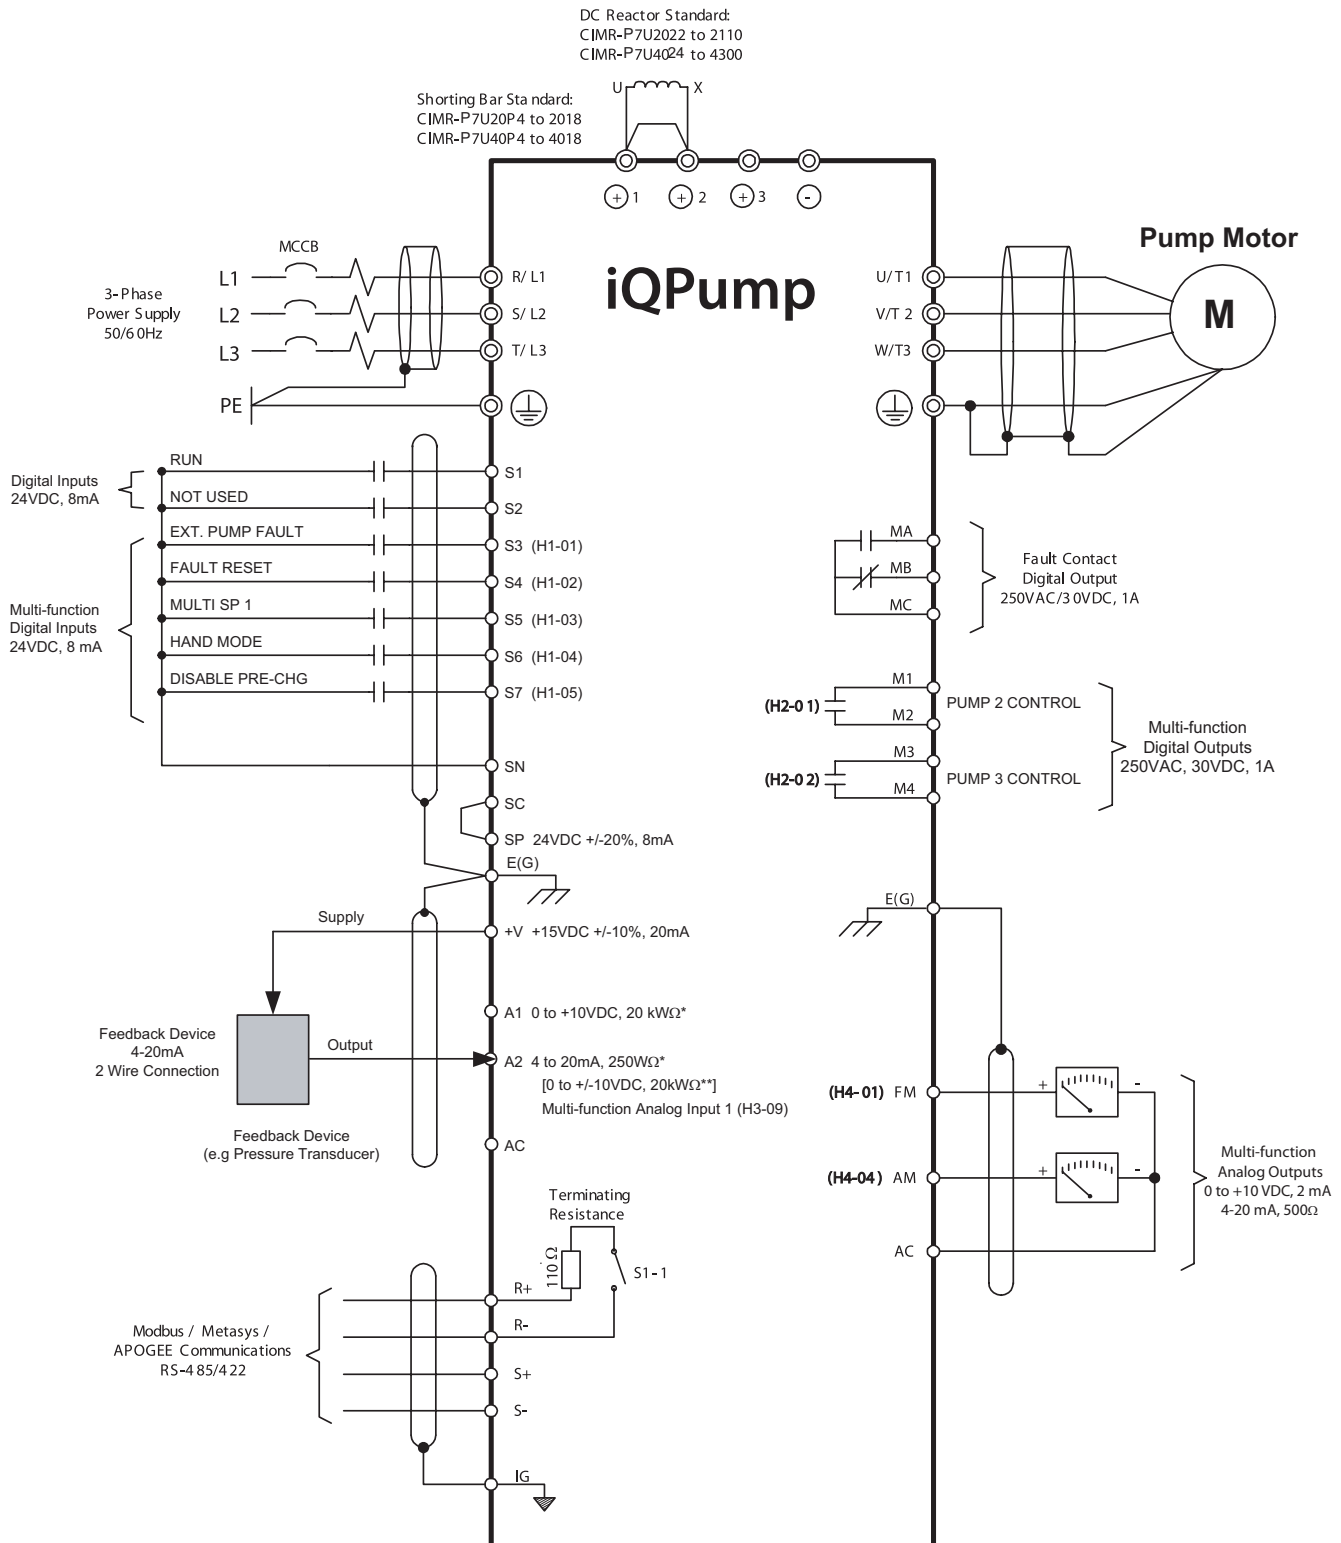 DC Reactor Standard:
CIMR-P7U2022 to 2110
CIMR-P7U4024 to 4300
U X
Shorting Bar Standard:
CIMR-P7U20P4 to 2018
CIMR-P7U40P4 to 4018
+ 1 + 2 + 3 -
iQPump
Pump Motor
M
MCCB
3-Phase
Power Supply
50/60Hz
L1
L2
L3
PE
R/ L1
S/ L2
T/ L3
U/T1
V/T 2
W/T3
Digital Inputs
24VDC, 8mA
RUN
S1
NOT USED
S2
Multi-function
Digital Inputs
24VDC, 8 mA
EXT. PUMP FAULT
S3 (H1-01)
FAULT RESET
S4 (H1-02)
MULTI SP 1
S5 (H1-03)
HAND MODE
S6 (H1-04)
DISABLE PRE-CHG
S7 (H1-05)
SN
SC
SP 24VDC +/-20%, 8mA
E(G)
MA
MB
MC
Fault Contact
Digital Output
250VAC/30VDC, 1A
(H2-01)
M1
M2
PUMP 2 CONTROL
(H2-02)
M3
M4
PUMP 3 CONTROL
Multi-function
Digital Outputs
250VAC, 30VDC, 1A
E(G)
Supply
+V +15VDC +/-10%, 20mA
A1 0 to +10VDC, 20 kWΩ*
Feedback Device
4-20mA
2 Wire Connection
Output
A2 4 to 20mA, 250WΩ*
[0 to +/-10VDC, 20kWΩ**]
Multi-function Analog Input 1 (H3-09)
Feedback Device
(e.g Pressure Transducer)
AC
(H4-01) FM
+ -
(H4-04) AM
+ -
AC
Multi-function
Analog Outputs
0 to +10 VDC, 2 mA
4-20 mA, 500Ω
Terminating
Resistance
110 Ω
S1-1
Modbus / Metasys /
APOGEE Communications
RS-485/422
R+
R-
S+
S-
IG